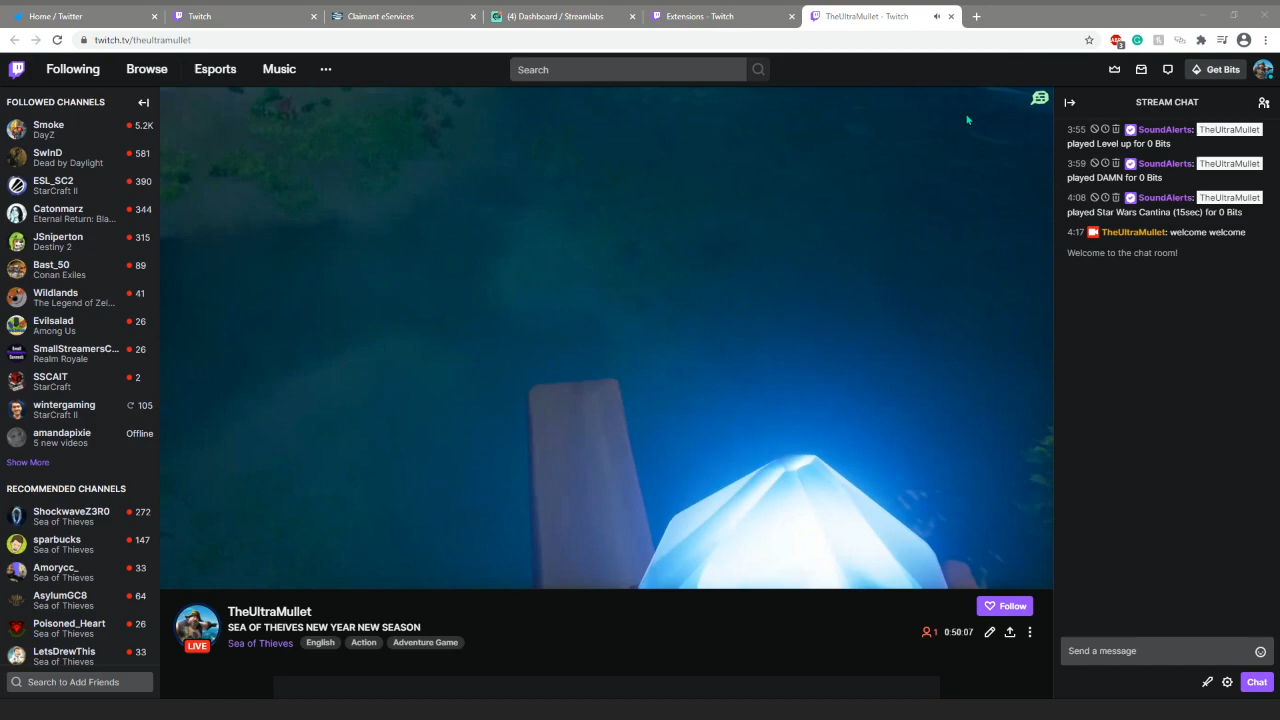 Home / Twitter
Twitch
Claimant eServices
(4) Dashboard / Streamlabs
Extensions - Twitch
TheUltraMullet - Twitch
twitch.tv/theultramullet
Following
Browse
Esports
Music
Search
Get Bits
FOLLOWED CHANNELS
Smoke
5.2K
DayZ
SwInD
581
Dead by Daylight
ESL_SC2
390
StarCraft II
Catonmarz
344
Eternal Return: Bla...
JSniperton
315
Destiny 2
Bast_50
89
Conan Exiles
Wildlands
41
The Legend of Zel...
Evilsalad
26
Among Us
SmallStreamersC...
26
Realm Royale
SSCAIT
2
StarCraft
wintergaming
105
StarCraft II
amandapixie
Offline
5 new videos
Show More
RECOMMENDED CHANNELS
ShockwaveZ3R0
272
Sea of Thieves
sparbucks
147
Sea of Thieves
Amorycc_
33
Sea of Thieves
AsylumGC8
64
Sea of Thieves
Poisoned_Heart
26
Sea of Thieves
LetsDrewThis
33
Sea of Thieves
Search to Add Friends
LIVE
TheUltraMullet
SEA OF THEIVES NEW YEAR NEW SEASON
Sea of Thieves
English
Action
Adventure Game
Follow
1
0:50:07
STREAM CHAT
3:55 SoundAlerts: TheUltraMullet
played Level up for 0 Bits
3:59 SoundAlerts: TheUltraMullet
played DAMN for 0 Bits
4:08 SoundAlerts: TheUltraMullet
played Star Wars Cantina (15sec) for 0 Bits
4:17 TheUltraMullet: welcome welcome
Welcome to the chat room!
Send a message
Chat